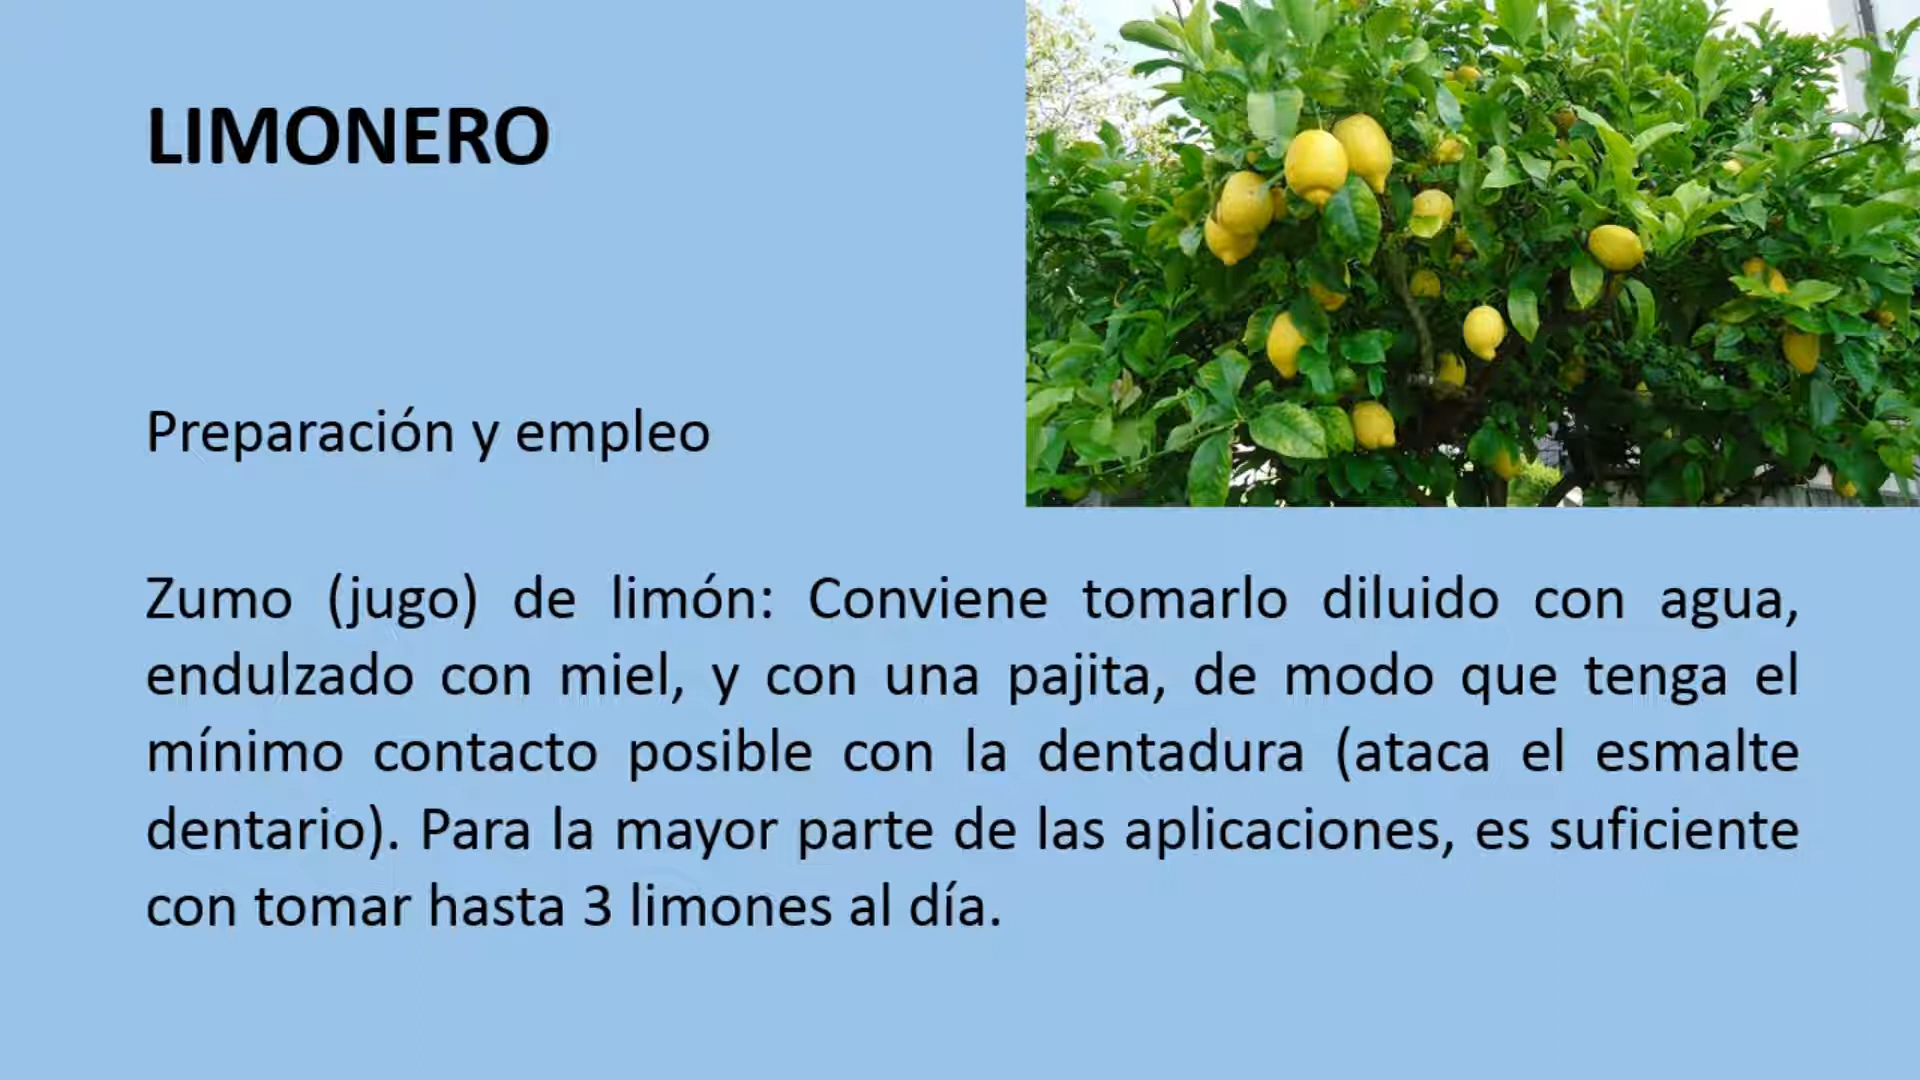 LIMONERO
Preparación y empleo
Zumo (jugo) de limón: Conviene tomarlo diluido con agua,
endulzado con miel, y con una pajita, de modo que tenga el
mínimo contacto posible con la dentadura (ataca el esmalte
dentario). Para la mayor parte de las aplicaciones, es suficiente
con tomar hasta 3 limones al día.